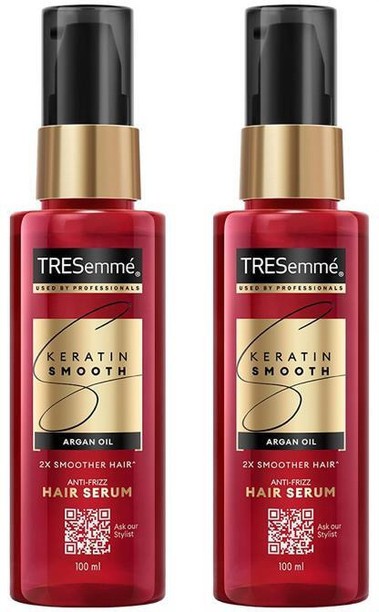 TRESemmé®
USED BY PROFESSIONALS
KERATIN
SMOOTH
ARGAN OIL
2X SMOOTHER HAIR*
ANTI-FRIZZ
HAIR SERUM
Ask our
Stylist
100 ml
TRESemmé®
USED BY PROFESSIONALS
KERATIN
SMOOTH
ARGAN OIL
2X SMOOTHER HAIR*
ANTI-FRIZZ
HAIR SERUM
Ask our
Stylist
100 ml